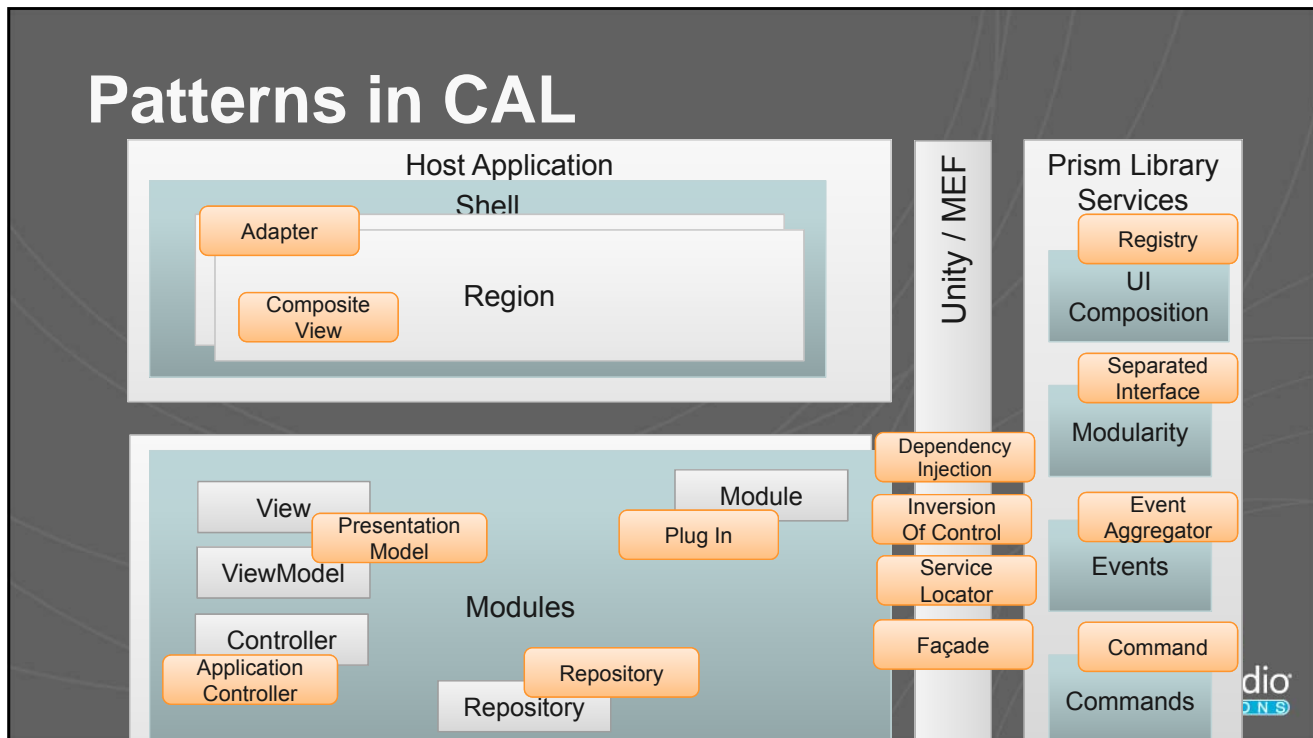 Patterns in CAL
Host Application
Shell
Adapter
Region
Composite
View
Unity / MEF
Prism Library
Services
Registry
UI
Composition
Separated
Interface
Modularity
Event
Aggregator
Events
Command
Commands
Dependency
Injection
Inversion
Of Control
Service
Locator
Façade
View
Presentation
Model
ViewModel
Controller
Application
Controller
Module
Plug In
Modules
Repository
Repository
dio
ONS